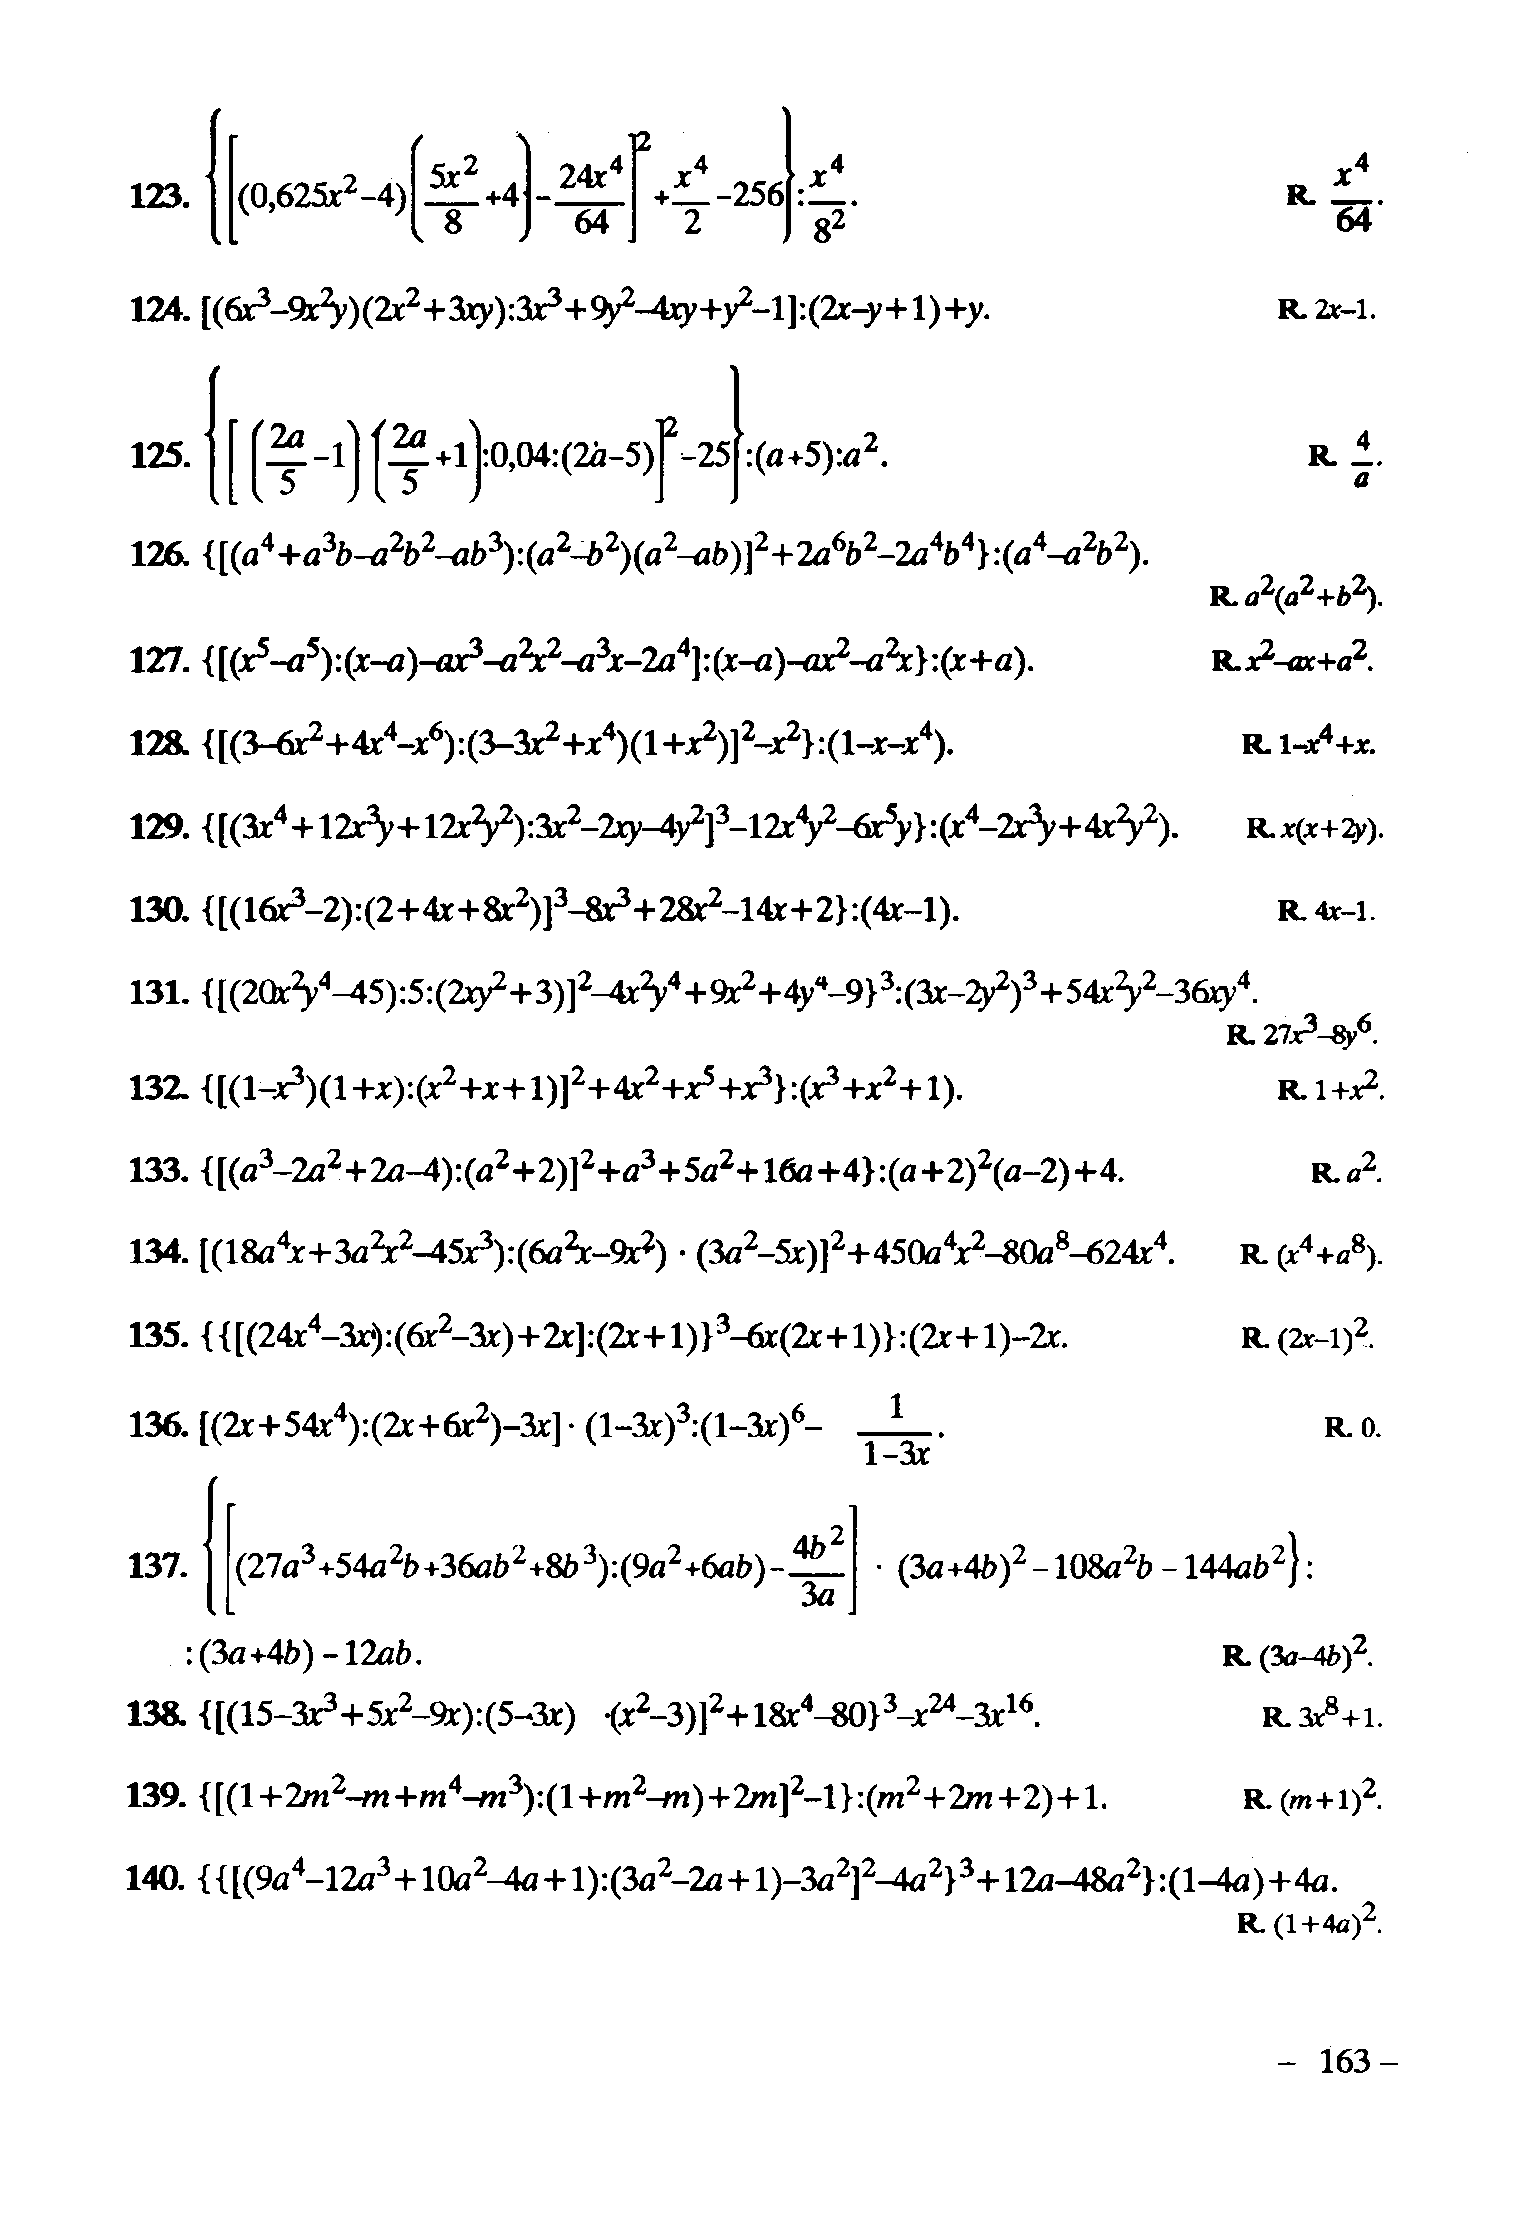 123. {[(0,625x²-4)(5x²/8+4)-24x⁴/64]²+x⁴/2-256}:x⁴/8². R. x⁴/64.
124. [(6x³-9x²y)(2x²+3xy):3x³+9y²-4xy+y²-1]:(2x-y+1)+y. R. 2x-1.
125. {[(2a/5-1)(2a/5+1):0,04:(2a-5)]²-25}:(a+5):a². R. 4/a.
126. {[(a⁴+a³b-a²b²-ab³):(a²-b²)(a²-ab)]²+2a⁶b²-2a⁴b⁴}:(a⁴-a²b²).
R. a²(a²+b²).
127. {[(x⁵-a⁵):(x-a)-ax³-a²x²-a³x-2a⁴]:(x-a)-ax²-a²x}:(x+a). R. x²-ax+a².
128. {[(3-6x²+4x⁴-x⁶):(3-3x²+x⁴)(1+x²)]²-x²}:(1-x-x⁴). R. 1-x⁴+x.
129. {[(3x⁴+12x³y+12x²y²):3x²-2xy-4y²]³-12x⁴y²-6x⁵y}:(x⁴-2x³y+4x²y²). R. x(x+2y).
130. {[(16x³-2):(2+4x+8x²)]³-8x³+28x²-14x+2}:(4x-1). R. 4x-1.
131. {[(20x²y⁴-45):5:(2xy²+3)]²-4x²y⁴+9x²+4y⁴-9}³:(3x-2y²)³+54x²y²-36xy⁴.
R. 27x³-8y⁶.
132. {[(1-x³)(1+x):(x²+x+1)]²+4x²+x⁵+x³}:(x³+x²+1). R. 1+x².
133. {[(a³-2a²+2a-4):(a²+2)]²+a³+5a²+16a+4}:(a+2)²(a-2)+4. R. a².
134. [(18a⁴x+3a²x²-45x³):(6a²x-9x²) · (3a²-5x)]²+450a⁴x²-80a⁸-624x⁴. R. (x⁴+a⁸).
135. {{[(24x⁴-3x):(6x²-3x)+2x]:(2x+1)}³-6x(2x+1)}:(2x+1)-2x. R. (2x-1)².
136. [(2x+54x⁴):(2x+6x²)-3x] · (1-3x)³:(1-3x)⁶- 1/(1-3x). R. 0.
137. {[(27a³+54a²b+36ab²+8b³):(9a²+6ab)-4b²/3a] · (3a+4b)²-108a²b-144ab²}:
:(3a+4b)-12ab. R. (3a-4b)².
138. {[(15-3x³+5x²-9x):(5-3x) ·(x²-3)]²+18x⁴-80}³-x²⁴-3x¹⁶. R. 3x⁸+1.
139. {[(1+2m²-m+m⁴-m³):(1+m²-m)+2m]²-1}:(m²+2m+2)+1. R. (m+1)².
140. {{[(9a⁴-12a³+10a²-4a+1):(3a²-2a+1)-3a²]²-4a²}³+12a-48a²}:(1-4a)+4a.
R. (1+4a)².
- 163 -